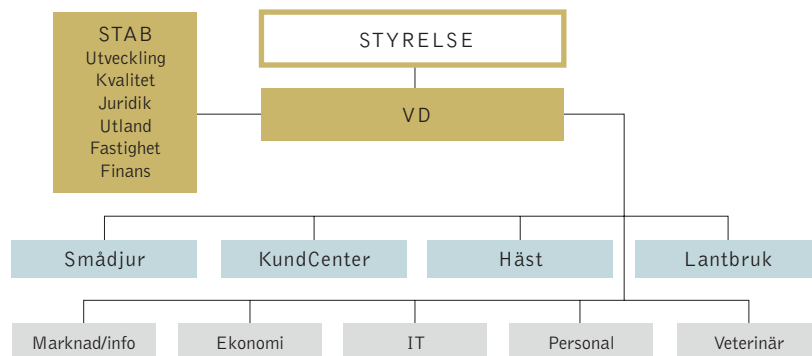 STAB
Utveckling
Kvalitet
Juridik
Utland
Fastighet
Finans
STYRELSE
VD
Smådjur
KundCenter
Häst
Lantbruk
Marknad/info
Ekonomi
IT
Personal
Veterinär